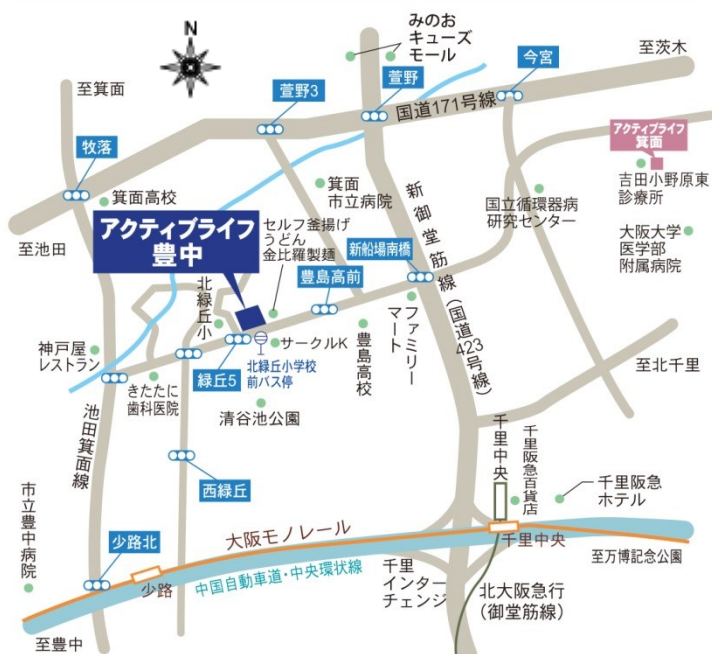 N
みのお
キューズ
モール
今宮
至茨木
至箕面
萱野3
萱野
国道171号線
アクティブライフ
箕面
牧落
箕面高校
箕面
市立病院
新御堂筋線(国道423号線)
国立循環器病
研究センター
吉田小野原東
診療所
至池田
アクティブライフ
豊中
セルフ釜揚げ
うどん
金比羅製麺
新船場南橋
大阪大学
医学部
附属病院
豊島高前
北緑丘小
ファミリー
マート
神戸屋
レストラン
サークルK
豊島高校
至北千里
緑丘5
北緑丘小学校
前バス停
きたたに
歯科医院
清谷池公園
池田箕面線
千里中央
千里阪急百貨店
西緑丘
千里阪急
ホテル
市立豊中病院
大阪モノレール
少路北
千里中央
至万博記念公園
少路
中国自動車道・中央環状線
千里
インター
チェンジ
北大阪急行
(御堂筋線)
至豊中